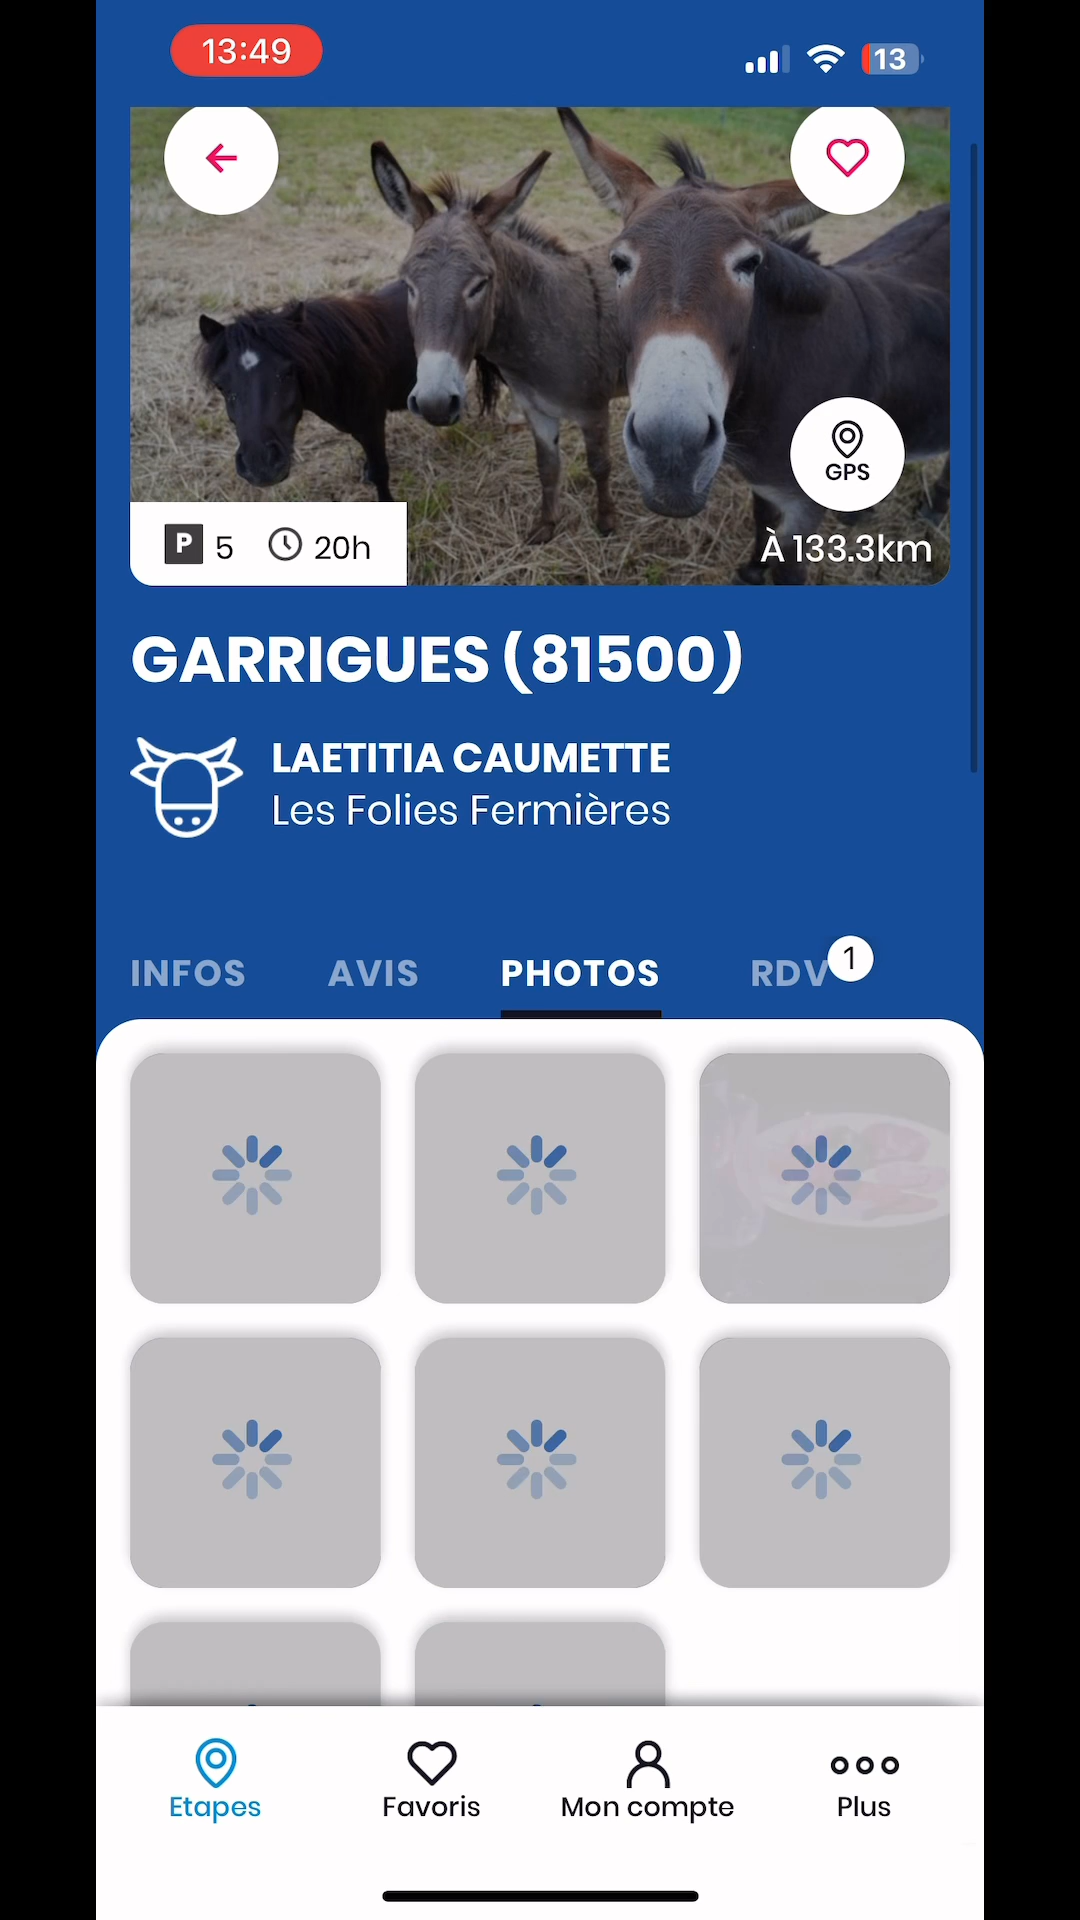 13:49
13
GPS
P 5 20h
À 133.3km
GARRIGUES (81500)
LAETITIA CAUMETTE
Les Folies Fermières
INFOS AVIS PHOTOS RDV 1
Etapes Favoris Mon compte Plus